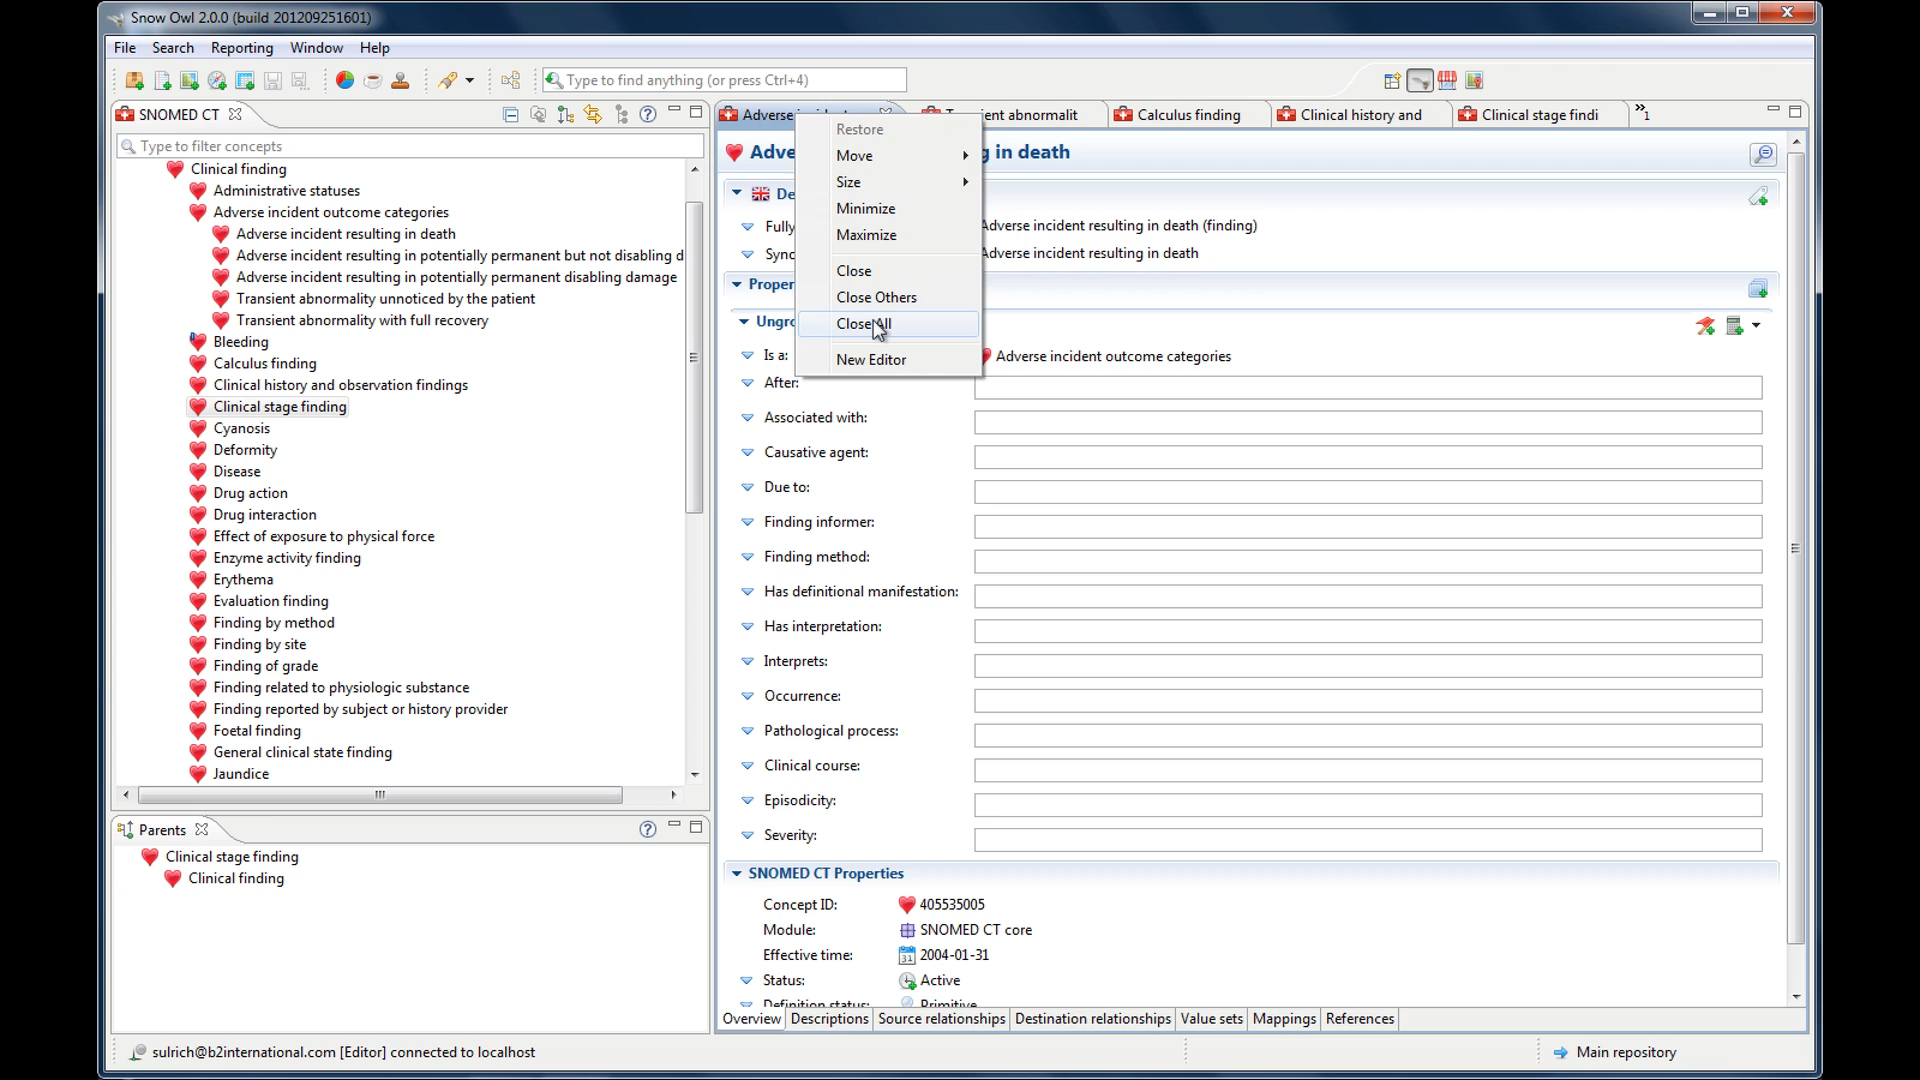 Snow Owl 2.0.0 (build 201209251601)
File Search Reporting Window Help
Type to find anything (or press Ctrl+4)
SNOMED CT
Type to filter concepts
Clinical finding
Administrative statuses
Adverse incident outcome categories
Adverse incident resulting in death
Adverse incident resulting in potentially permanent but not disabling d
Adverse incident resulting in potentially permanent disabling damage
Transient abnormality unnoticed by the patient
Transient abnormality with full recovery
Bleeding
Calculus finding
Clinical history and observation findings
Clinical stage finding
Cyanosis
Deformity
Disease
Drug action
Drug interaction
Effect of exposure to physical force
Enzyme activity finding
Erythema
Evaluation finding
Finding by method
Finding by site
Finding of grade
Finding related to physiologic substance
Finding reported by subject or history provider
Foetal finding
General clinical state finding
Jaundice
Parents
Clinical stage finding
Clinical finding
Adverse ent abnormalit Calculus finding Clinical history and Clinical stage findi »1
Adve g in death
De
Fully Adverse incident resulting in death (finding)
Sync Adverse incident resulting in death
Proper
Ungro
Is a: Adverse incident outcome categories
After:
Associated with:
Causative agent:
Due to:
Finding informer:
Finding method:
Has definitional manifestation:
Has interpretation:
Interprets:
Occurrence:
Pathological process:
Clinical course:
Episodicity:
Severity:
Restore
Move
Size
Minimize
Maximize
Close
Close Others
Close All
New Editor
SNOMED CT Properties
Concept ID: 405535005
Module: SNOMED CT core
Effective time: 31 2004-01-31
Status: Active
Definition status: Primitive
Overview Descriptions Source relationships Destination relationships Value sets Mappings References
sulrich@b2international.com [Editor] connected to localhost
Main repository